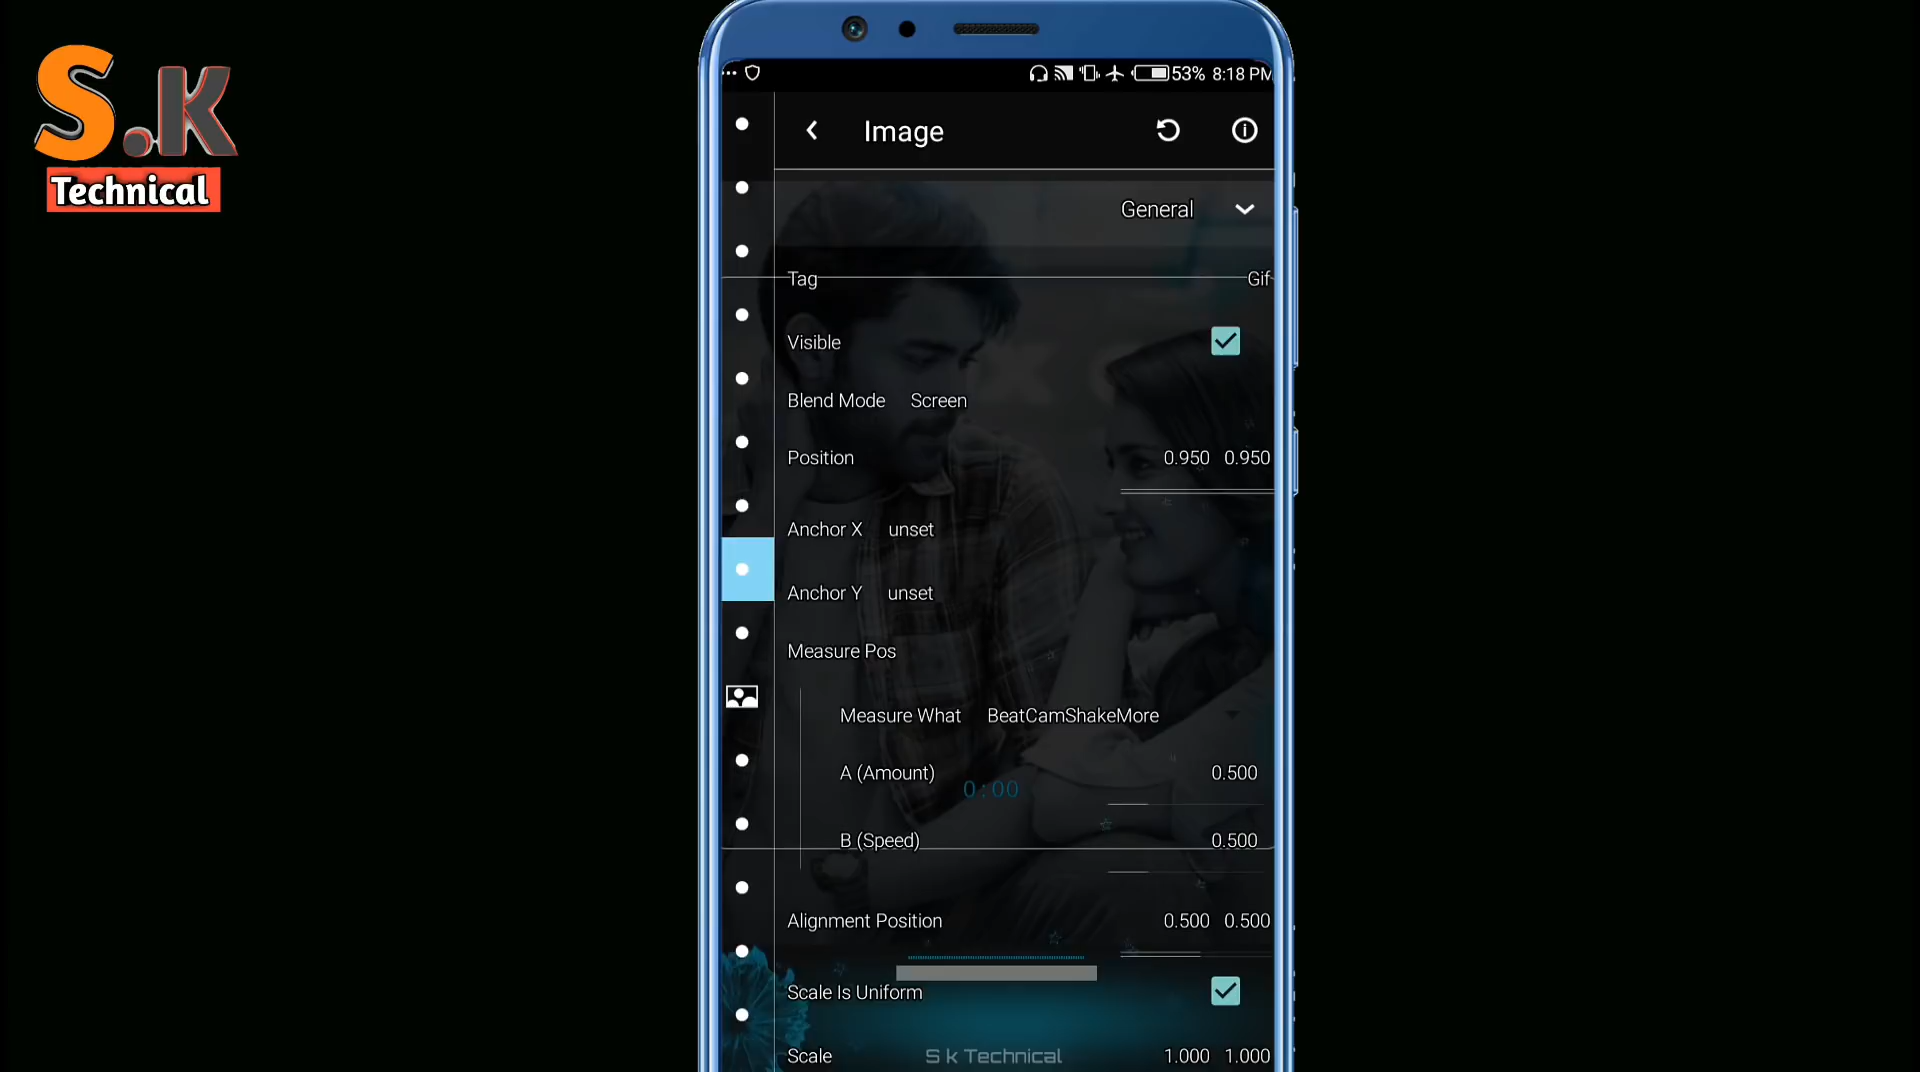 S.K
Technical
53% 8:18 PM
Image
General
Tag Gif
Visible
Blend Mode Screen
Position 0.950 0.950
Anchor X unset
Anchor Y unset
Measure Pos
Measure What BeatCamShakeMore
A (Amount) 0.500
0:00
B (Speed) 0.500
Alignment Position 0.500 0.500
Scale Is Uniform
Scale 1.000 1.000
S k Technical